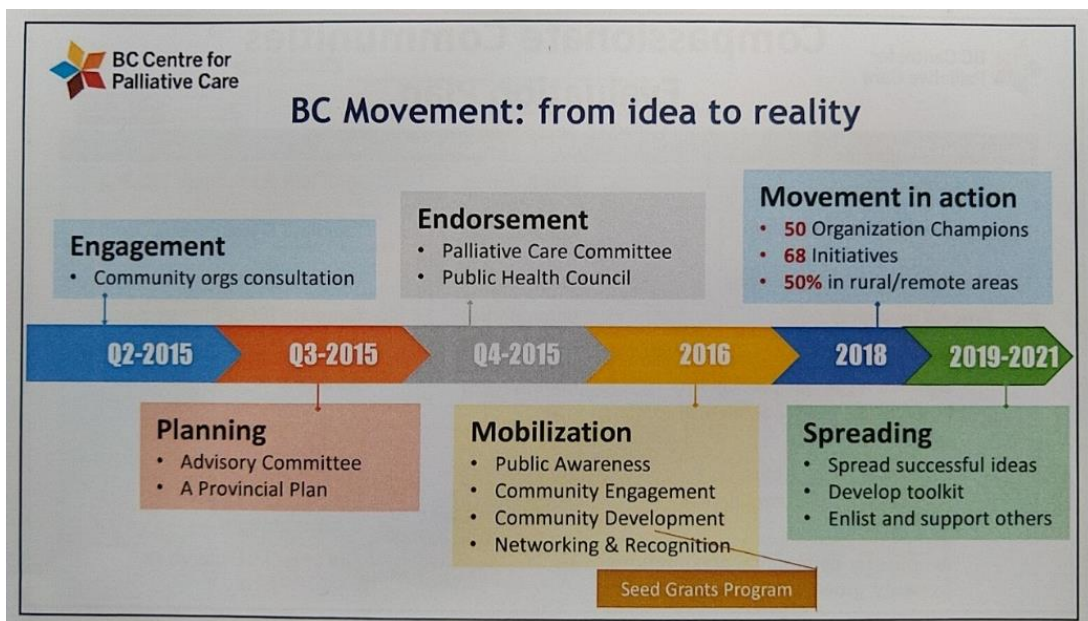 BC Centre for
Palliative Care
BC Movement: from idea to reality
Engagement
• Community orgs consultation
Endorsement
• Palliative Care Committee
• Public Health Council
Movement in action
• 50 Organization Champions
• 68 Initiatives
• 50% in rural/remote areas
Q2-2015
Q3-2015
Q4-2015
2016
2018
2019-2021
Planning
• Advisory Committee
• A Provincial Plan
Mobilization
• Public Awareness
• Community Engagement
• Community Development
• Networking & Recognition
Seed Grants Program
Spreading
• Spread successful ideas
• Develop toolkit
• Enlist and support others